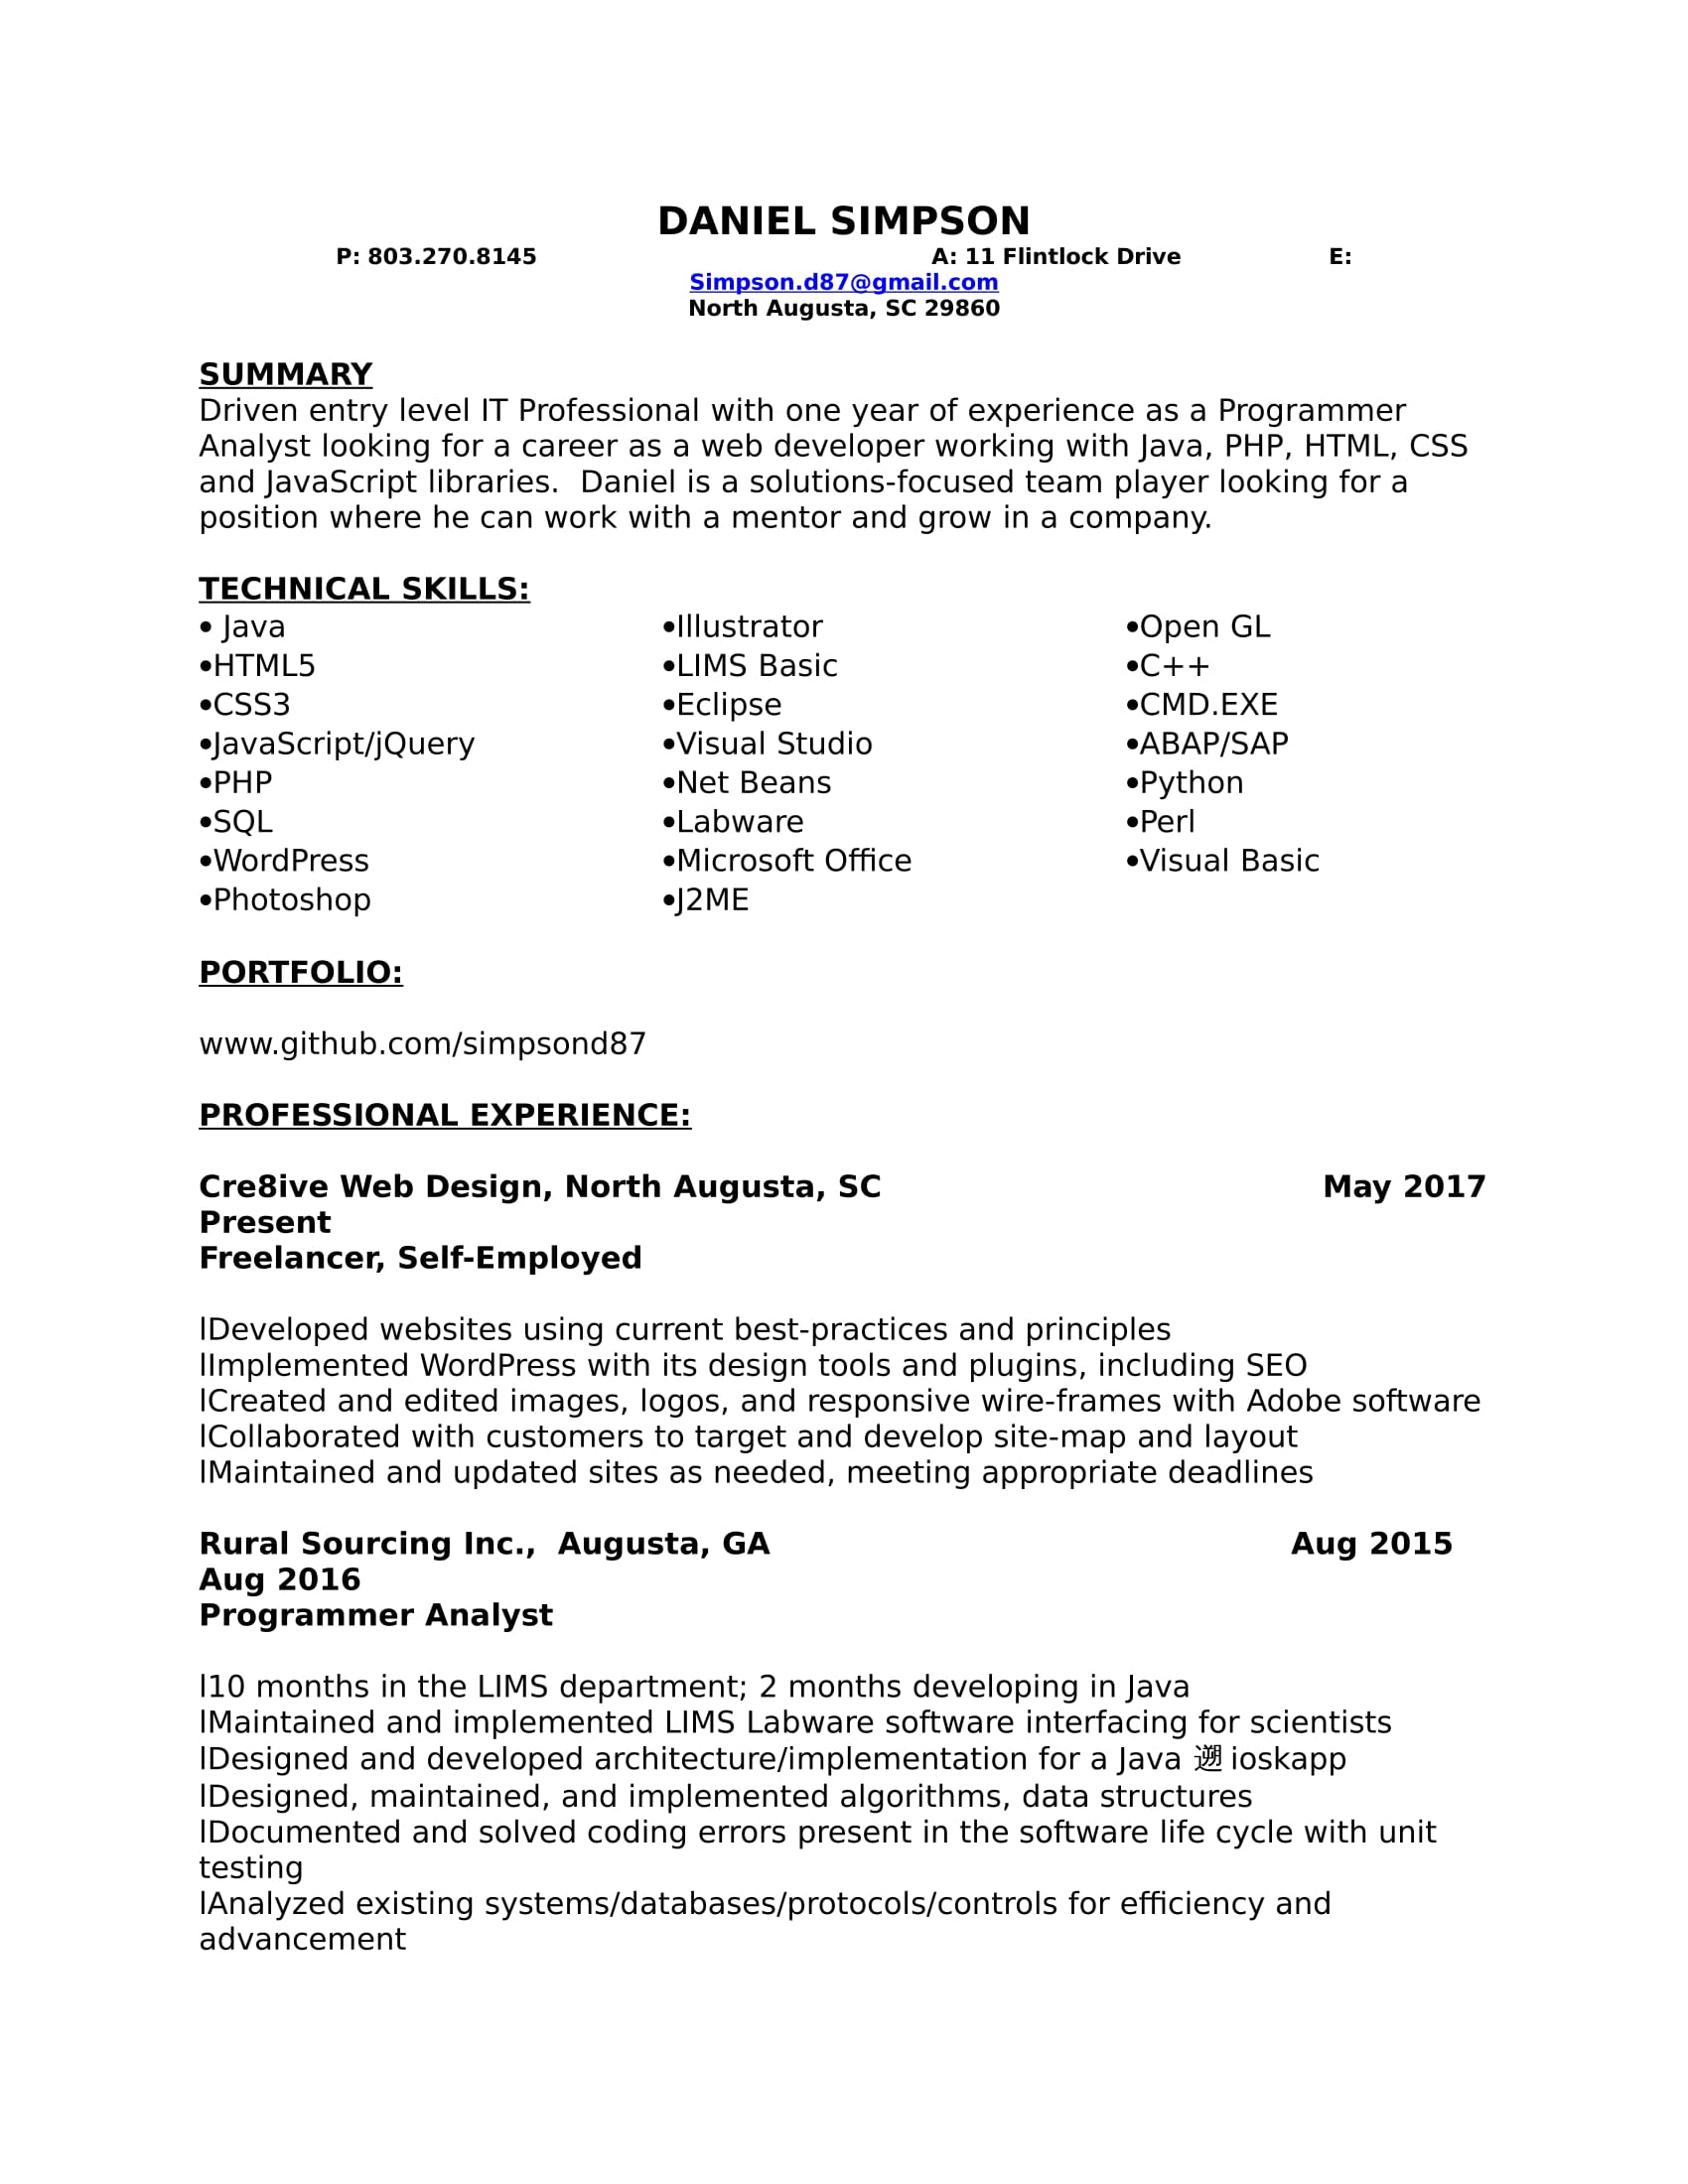 DANIEL SIMPSON
P: 803.270.8145 A: 11 Flintlock Drive E:
Simpson.d87@gmail.com
North Augusta, SC 29860
SUMMARY
Driven entry level IT Professional with one year of experience as a Programmer
Analyst looking for a career as a web developer working with Java, PHP, HTML, CSS
and JavaScript libraries.  Daniel is a solutions-focused team player looking for a
position where he can work with a mentor and grow in a company.
TECHNICAL SKILLS:
• Java
•HTML5
•CSS3
•JavaScript/jQuery
•PHP
•SQL
•WordPress
•Photoshop
•Illustrator
•LIMS Basic
•Eclipse
•Visual Studio
•Net Beans
•Labware
•Microsoft Office
•J2ME
•Open GL
•C++
•CMD.EXE
•ABAP/SAP
•Python
•Perl
•Visual Basic
PORTFOLIO:
www.github.com/simpsond87
PROFESSIONAL EXPERIENCE:
Cre8ive Web Design, North Augusta, SC May 2017
Present
Freelancer, Self-Employed
lDeveloped websites using current best-practices and principles
lImplemented WordPress with its design tools and plugins, including SEO
lCreated and edited images, logos, and responsive wire-frames with Adobe software
lCollaborated with customers to target and develop site-map and layout
lMaintained and updated sites as needed, meeting appropriate deadlines
Rural Sourcing Inc.,  Augusta, GA Aug 2015
Aug 2016
Programmer Analyst
l10 months in the LIMS department; 2 months developing in Java
lMaintained and implemented LIMS Labware software interfacing for scientists
lDesigned and developed architecture/implementation for a Java 遡ioskapp
lDesigned, maintained, and implemented algorithms, data structures
lDocumented and solved coding errors present in the software life cycle with unit
testing
lAnalyzed existing systems/databases/protocols/controls for efficiency and
advancement